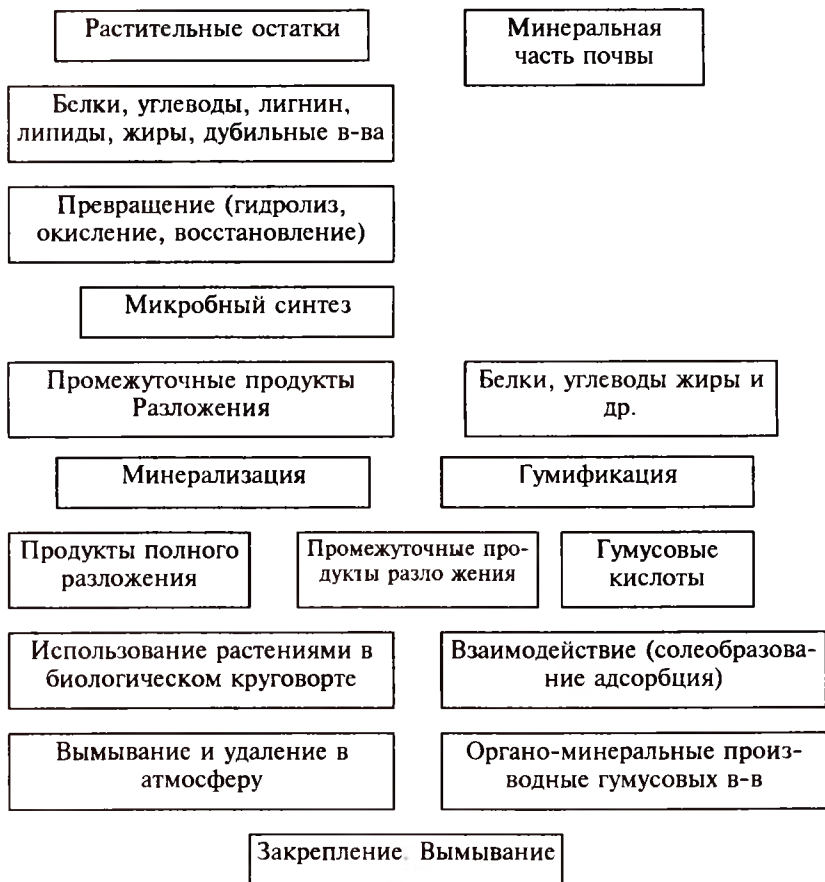 Растительные остатки
Минеральная
часть почвы
Белки, углеводы, лигнин,
липиды, жиры, дубильные в-ва
Превращение (гидролиз,
окисление, восстановление)
Микробный синтез
Промежуточные продукты
Разложения
Белки, углеводы жиры и
др.
Минерализация
Гумификация
Продукты полного
разложения
Промежуточные про-
дукты разло жения
Гумусовые
кислоты
Использование растениями в
биологическом круговорте
Взаимодействие (солеобразова-
ние адсорбция)
Вымывание и удаление в
атмосферу
Органо-минеральные произ-
водные гумусовых в-в
Закрепление. Вымывание